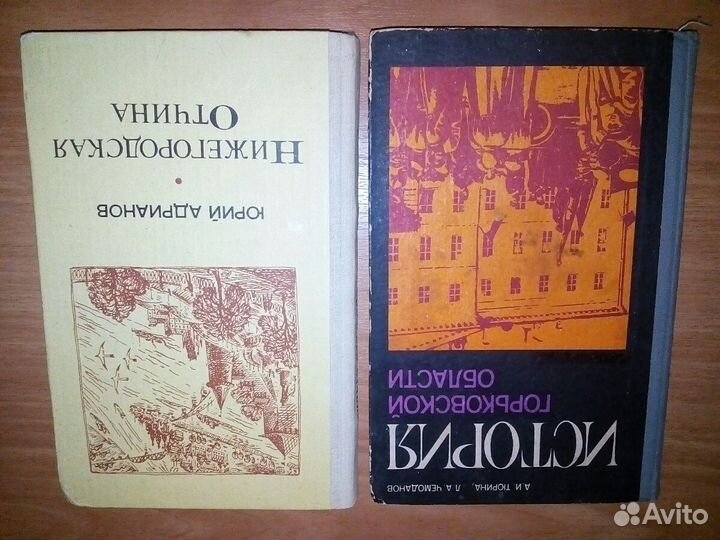 ЮРИЙ АДРИАНОВ
НИЖЕГОРОДСКАЯ
ОТЧИНА
А.И. ТЮРИНА, Л.А. ЧЕМОДАНОВ
ИСТОРИЯ
ГОРЬКОВСКОЙ
ОБЛАСТИ
Avito